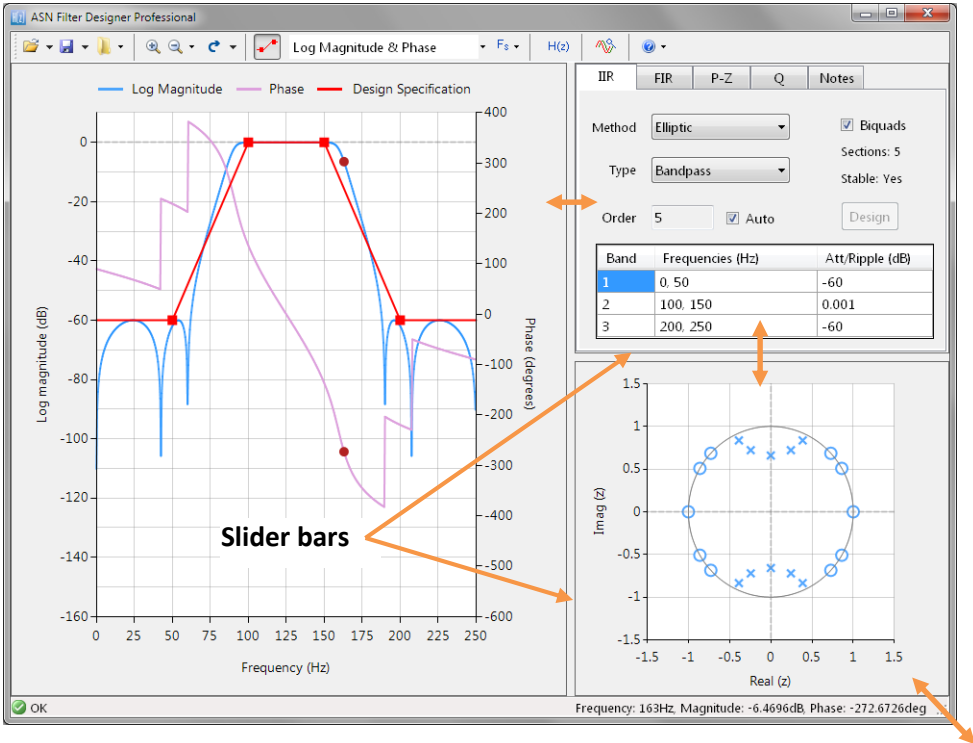 ASN Filter Designer Professional
Log Magnitude & Phase
Fs
H(z)
Log Magnitude
Phase
Design Specification
0
-20
-40
-60
-80
-100
-120
-140
-160
Log magnitude (dB)
400
300
200
100
0
-100
-200
-300
-400
-500
-600
Phase (degrees)
0 25 50 75 100 125 150 175 200 225 250
Frequency (Hz)
Slider bars
IIR FIR P-Z Q Notes
Method Elliptic Biquads
Sections: 5
Type Bandpass Stable: Yes
Order 5 Auto Design
Band Frequencies (Hz) Att/Ripple (dB)
1 0, 50 -60
2 100, 150 0.001
3 200, 250 -60
1.5
1
0.5
0
-0.5
-1
-1.5
Imag (z)
-1.5 -1 -0.5 0 0.5 1 1.5
Real (z)
OK
Frequency: 163Hz, Magnitude: -6.4696dB, Phase: -272.6726deg